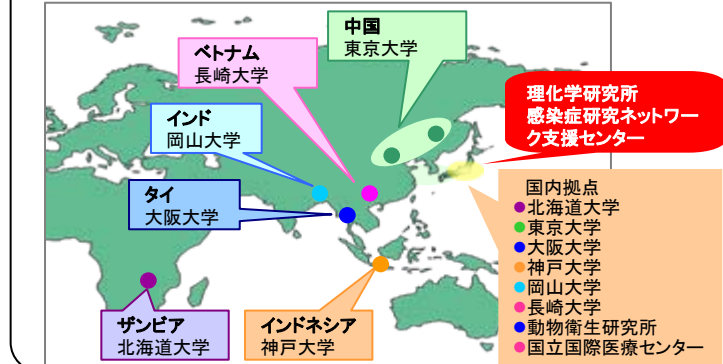 中国
東京大学
ベトナム
長崎大学
インド
岡山大学
タイ
大阪大学
ザンビア
北海道大学
インドネシア
神戸大学
理化学研究所
感染症研究ネットワー
ク支援センター
国内拠点
●北海道大学
●東京大学
●大阪大学
●神戸大学
●岡山大学
●長崎大学
●動物衛生研究所
●国立国際医療センター